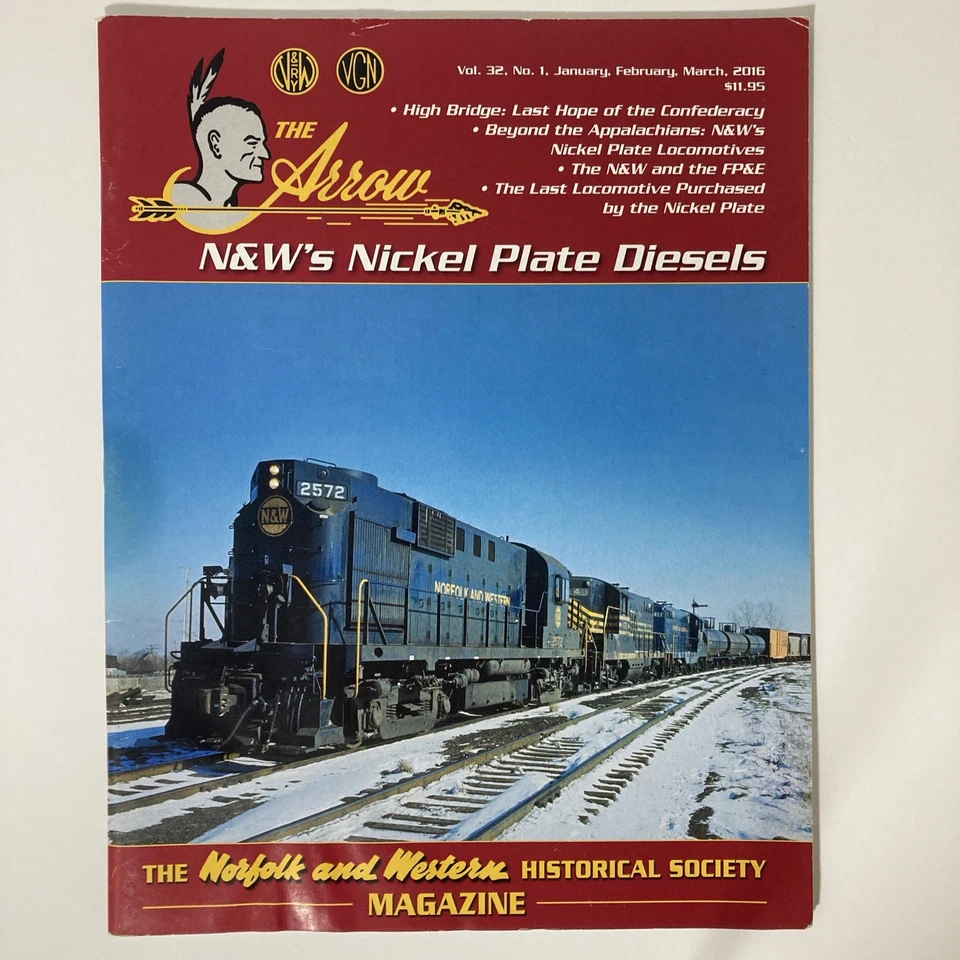 N&W RY
VGN
Vol. 32, No. 1, January, February, March, 2016
$11.95
• High Bridge: Last Hope of the Confederacy
• Beyond the Appalachians: N&W's
Nickel Plate Locomotives
• The N&W and the FP&E
• The Last Locomotive Purchased
by the Nickel Plate
THE
Arrow
N&W's Nickel Plate Diesels
2572
N&W
NORFOLK AND WESTERN
THE Norfolk and Western HISTORICAL SOCIETY
MAGAZINE